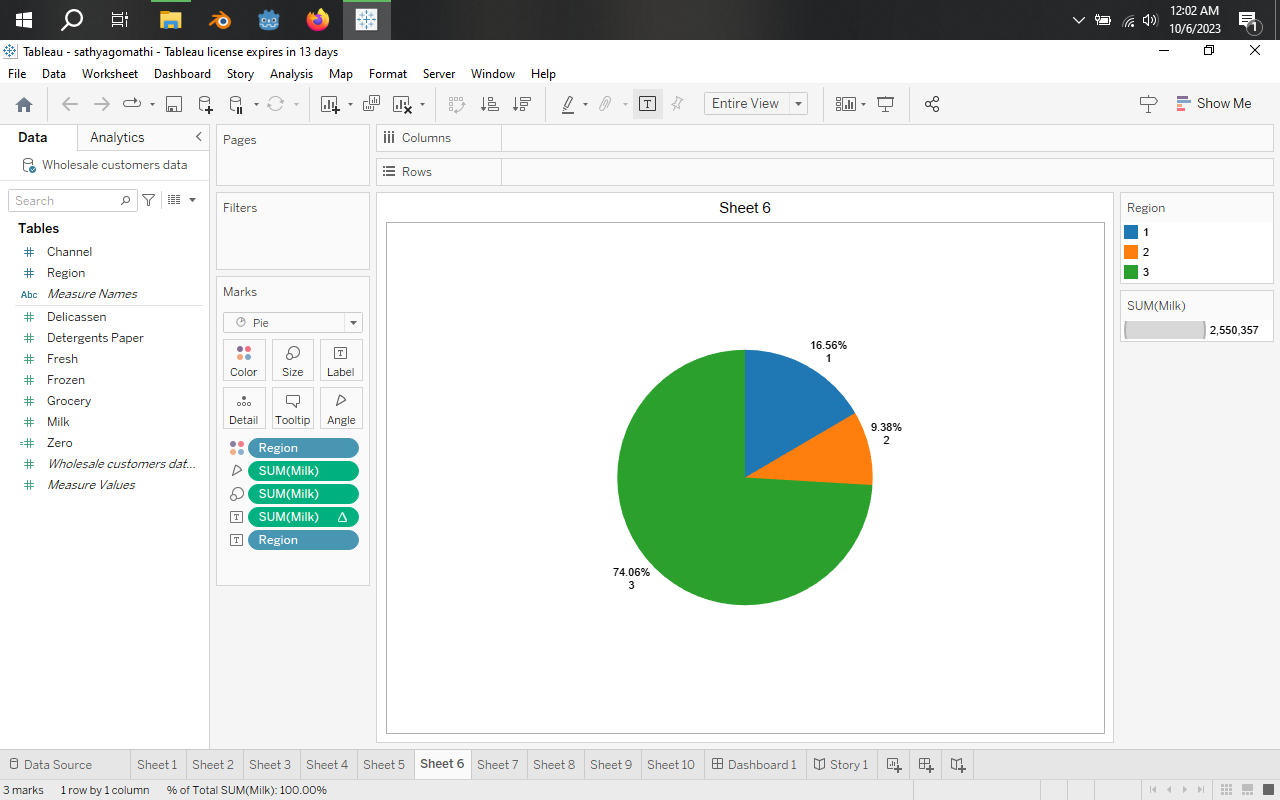 12:02 AM
10/6/2023
1
Tableau - sathyagomathi - Tableau license expires in 13 days
File Data Worksheet Dashboard Story Analysis Map Format Server Window Help
Entire View
Show Me
Data Analytics
Wholesale customers data
Search
Tables
Channel
Region
Abc Measure Names
Delicassen
Detergents Paper
Fresh
Frozen
Grocery
Milk
Zero
Wholesale customers dat...
Measure Values
Pages
Filters
Marks
Pie
Color Size Label
Detail Tooltip Angle
Region
SUM(Milk)
SUM(Milk)
SUM(Milk)
Region
Columns
Rows
Sheet 6
16.56%
1
9.38%
2
74.06%
3
Region
1
2
3
SUM(Milk)
2,550,357
Data Source Sheet 1 Sheet 2 Sheet 3 Sheet 4 Sheet 5 Sheet 6 Sheet 7 Sheet 8 Sheet 9 Sheet 10 Dashboard 1 Story 1
3 marks 1 row by 1 column % of Total SUM(Milk): 100.00%